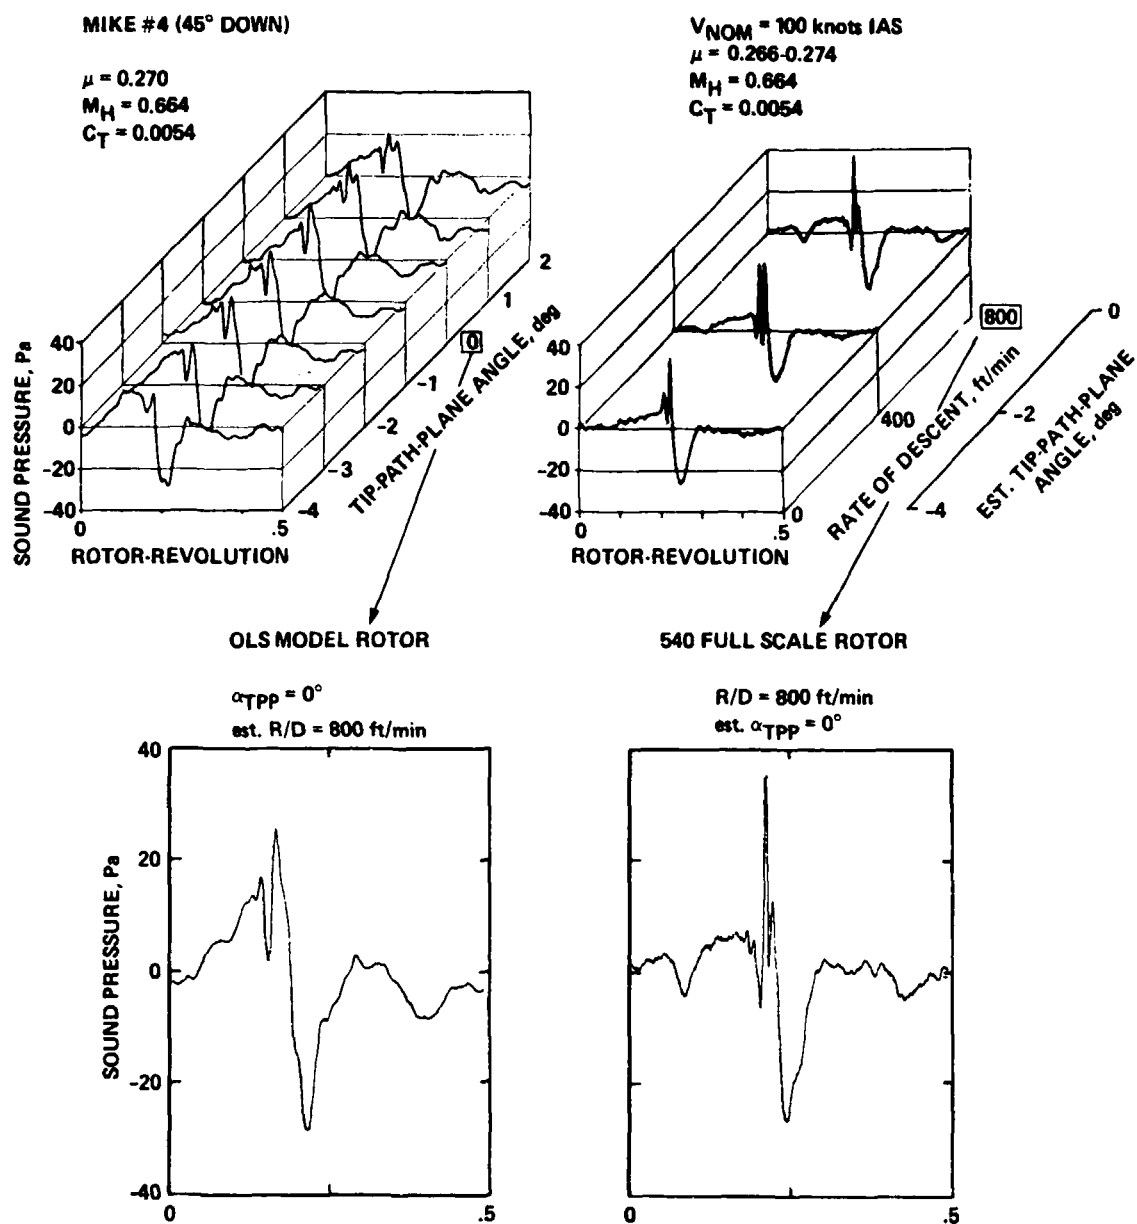 MIKE #4 (45° DOWN)
μ = 0.270
M_H = 0.664
C_T = 0.0054
SOUND PRESSURE, Pa
40
20
0
-20
-40
0
.5
ROTOR-REVOLUTION
-4
-3
-2
-1
0
1
2
TIP-PATH-PLANE ANGLE, deg
V_NOM = 100 knots IAS
μ = 0.266-0.274
M_H = 0.664
C_T = 0.0054
40
20
0
-20
-40
0
.5
ROTOR-REVOLUTION
0
400
800
RATE OF DESCENT, ft/min
-4
-2
0
EST. TIP-PATH-PLANE
ANGLE, deg
OLS MODEL ROTOR
α_TPP = 0°
est. R/D = 800 ft/min
SOUND PRESSURE, Pa
40
20
0
-20
-40
0
.5
540 FULL SCALE ROTOR
R/D = 800 ft/min
est. α_TPP = 0°
0
.5